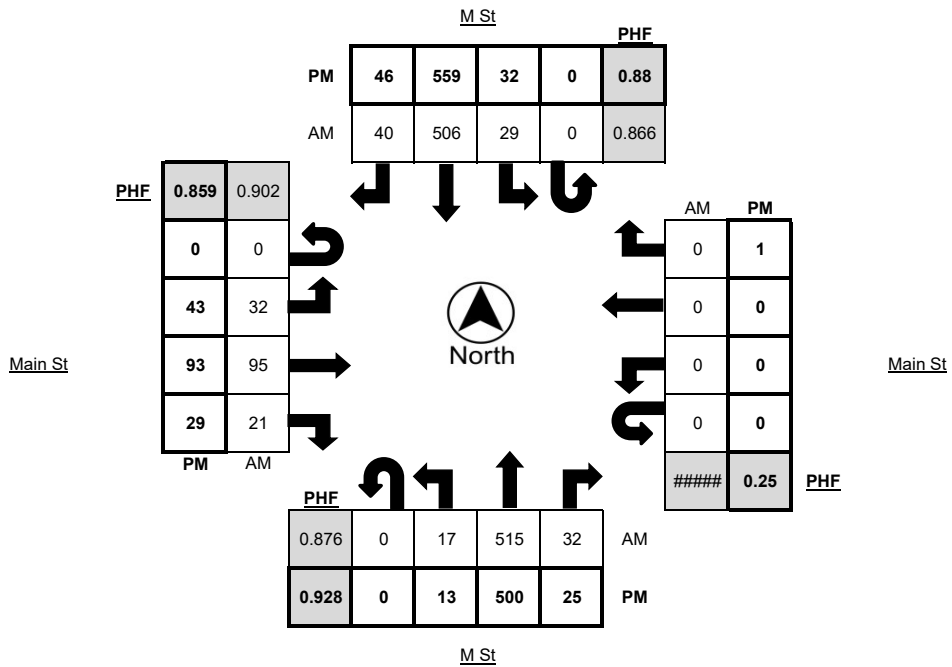 M St
PHF
PM 46 559 32 0 0.88
AM 40 506 29 0 0.866
PHF 0.859 0.902
AM PM
0 0
0 1
43 32
0 0
North
Main St 93 95
0 0
Main St
29 21
0 0
PM AM
##### 0.25 PHF
PHF
0.876 0 17 515 32 AM
0.928 0 13 500 25 PM
M St